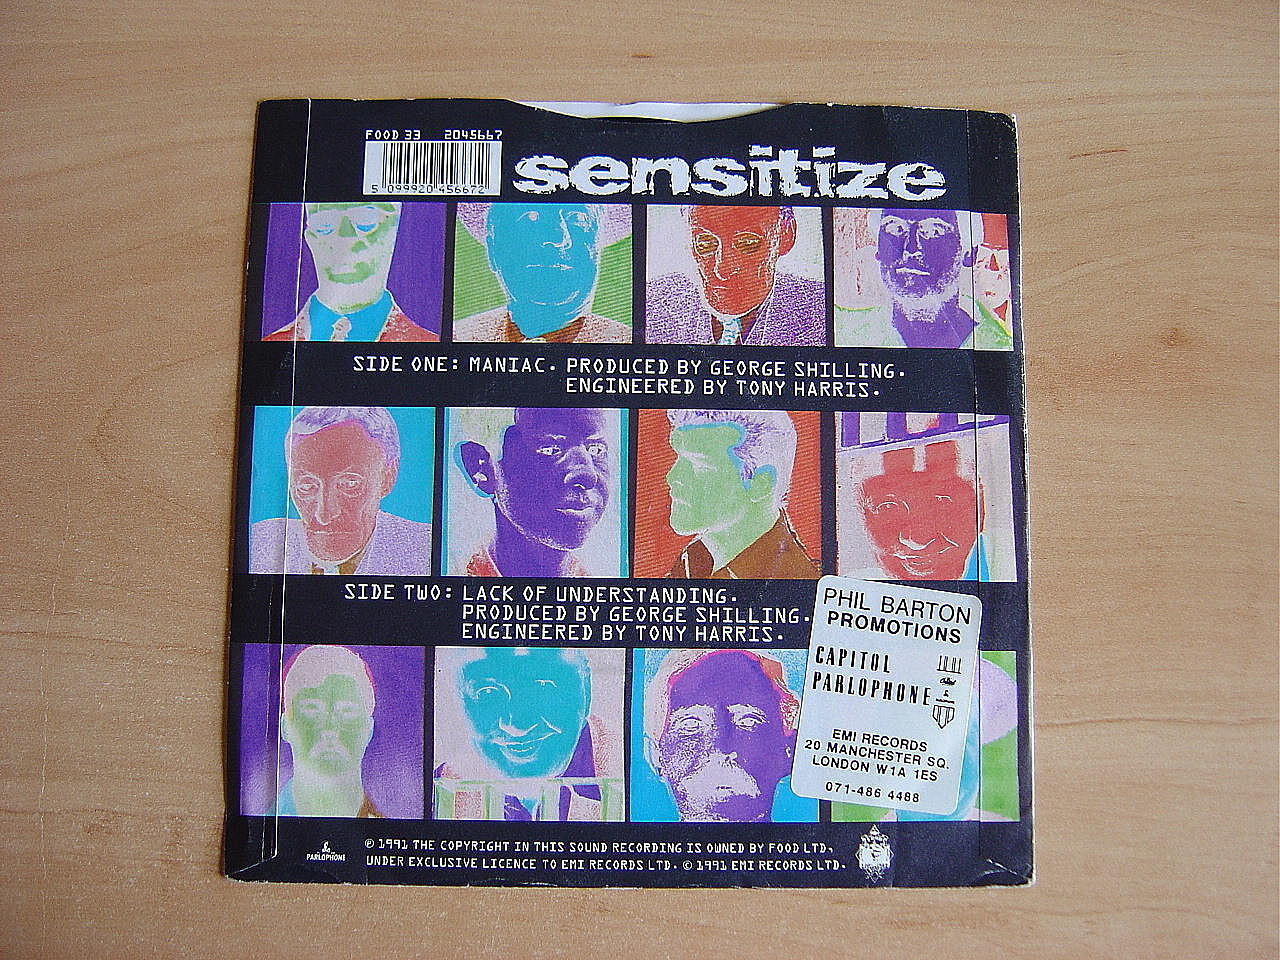 FOOD 33 2045667
5 099920 456672
sensitize
SIDE ONE: MANIAC. PRODUCED BY GEORGE SHILLING.
ENGINEERED BY TONY HARRIS.
SIDE TWO: LACK OF UNDERSTANDING.
PRODUCED BY GEORGE SHILLING.
ENGINEERED BY TONY HARRIS.
PHIL BARTON
PROMOTIONS
CAPITOL
PARLOPHONE
EMI RECORDS
20 MANCHESTER SQ.
LONDON W1A 1ES
071-486 4488
PARLOPHONE
℗ 1991 THE COPYRIGHT IN THIS SOUND RECORDING IS OWNED BY FOOD LTD,
UNDER EXCLUSIVE LICENCE TO EMI RECORDS LTD. © 1991 EMI RECORDS LTD.